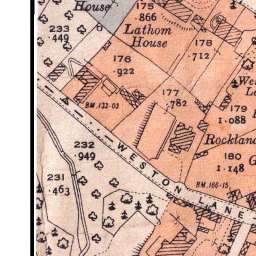 House
175
866
Lathom
House
233
·449
178
·712
176
·922
177
·782
179
1·088
B.M. 133·03
Rockland
180
1·148
232
·949
WESTON LANE
231
·463
B.M. 165·15